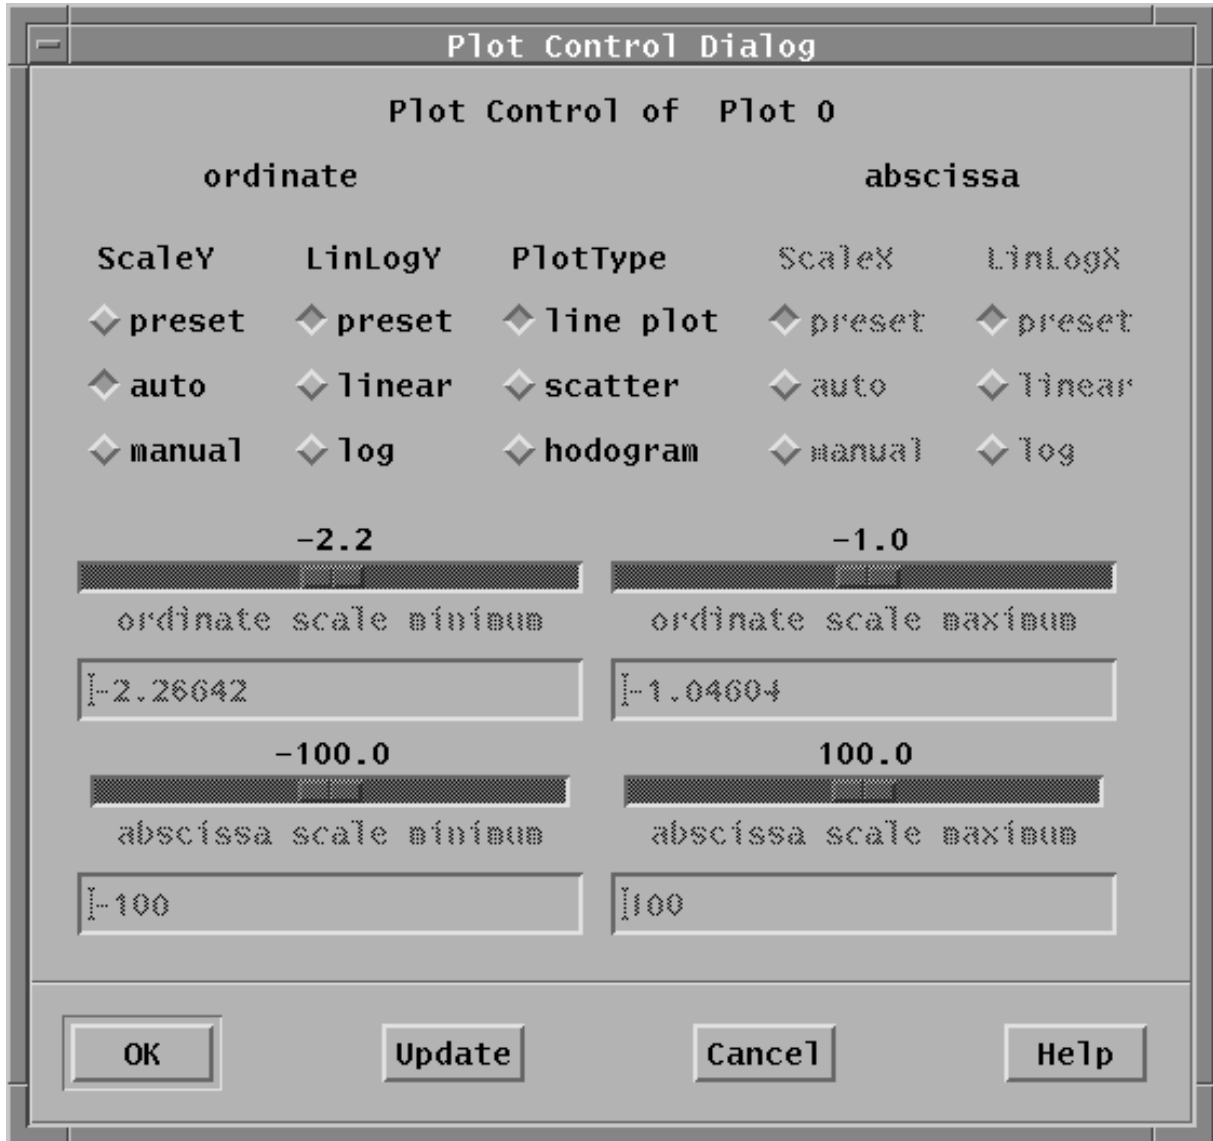 Plot Control Dialog
Plot Control of Plot 0
ordinate abscissa
ScaleY LinLogY PlotType ScaleX LinLogX
preset preset line plot preset preset
auto linear scatter auto linear
manual log hodogram manual log
-2.2 -1.0
ordinate scale minimum ordinate scale maximum
-2.26642 -1.04604
-100.0 100.0
abscissa scale minimum abscissa scale maximum
-100 100
OK Update Cancel Help